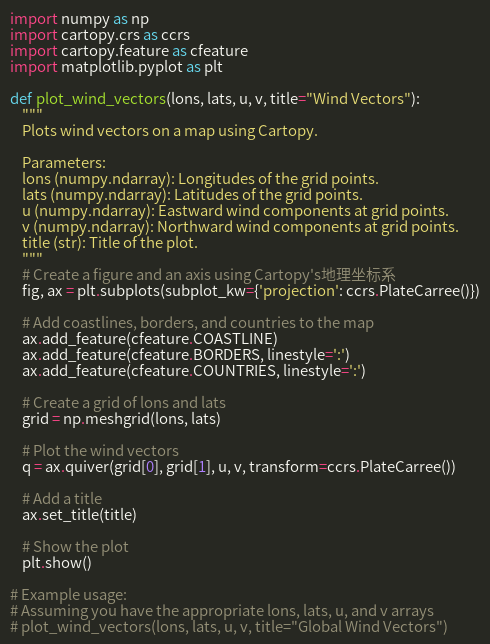 import numpy as np
import cartopy.crs as ccrs
import cartopy.feature as cfeature
import matplotlib.pyplot as plt

def plot_wind_vectors(lons, lats, u, v, title="Wind Vectors"):
    """
    Plots wind vectors on a map using Cartopy.

    Parameters:
    lons (numpy.ndarray): Longitudes of the grid points.
    lats (numpy.ndarray): Latitudes of the grid points.
    u (numpy.ndarray): Eastward wind components at grid points.
    v (numpy.ndarray): Northward wind components at grid points.
    title (str): Title of the plot.
    """
    # Create a figure and an axis using Cartopy's地理坐标系
    fig, ax = plt.subplots(subplot_kw={'projection': ccrs.PlateCarree()})

    # Add coastlines, borders, and countries to the map
    ax.add_feature(cfeature.COASTLINE)
    ax.add_feature(cfeature.BORDERS, linestyle=':')
    ax.add_feature(cfeature.COUNTRIES, linestyle=':')

    # Create a grid of lons and lats
    grid = np.meshgrid(lons, lats)

    # Plot the wind vectors
    q = ax.quiver(grid[0], grid[1], u, v, transform=ccrs.PlateCarree())

    # Add a title
    ax.set_title(title)

    # Show the plot
    plt.show()

# Example usage:
# Assuming you have the appropriate lons, lats, u, and v arrays
# plot_wind_vectors(lons, lats, u, v, title="Global Wind Vectors")